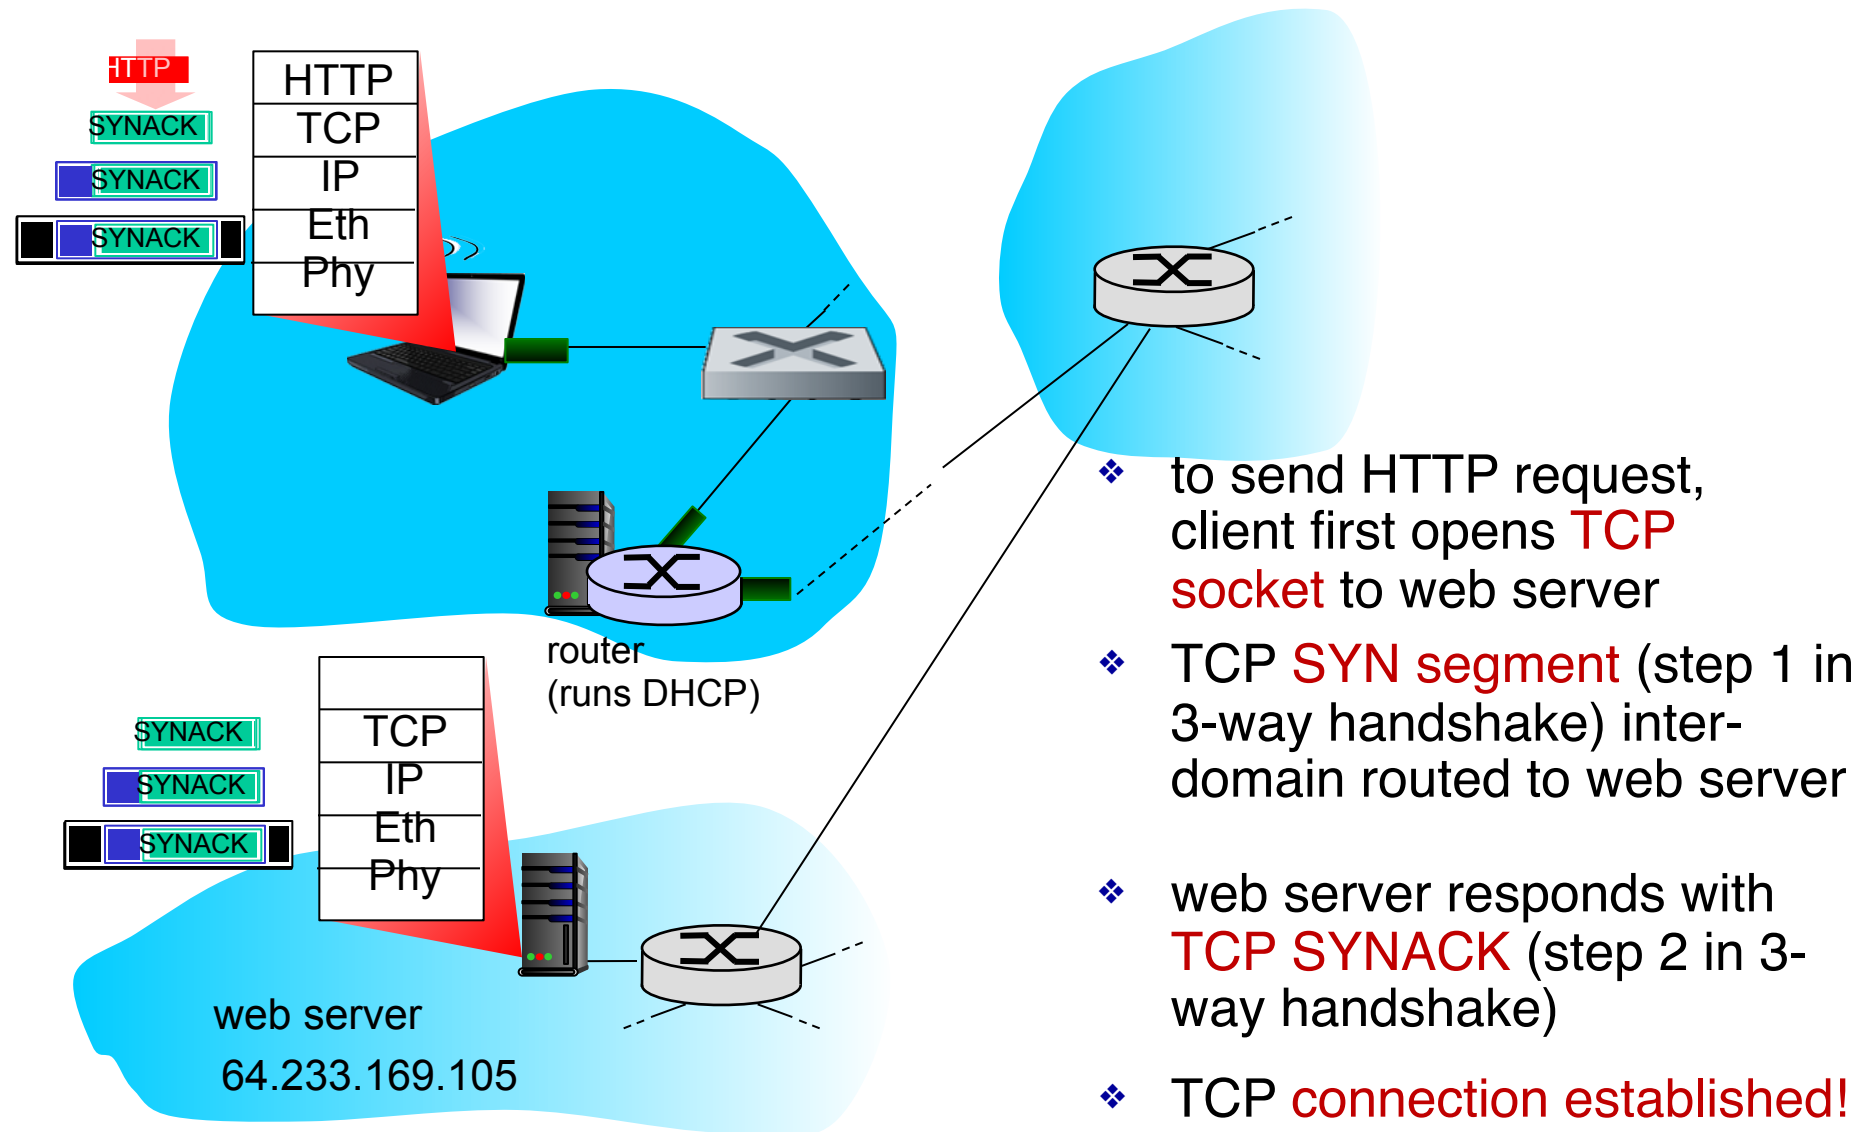 HTTP
SYNACK
SYNACK
SYNACK
HTTP
TCP
IP
Eth
Phy
router
(runs DHCP)
SYNACK
SYNACK
SYNACK
TCP
IP
Eth
Phy
web server
64.233.169.105
❖ to send HTTP request,
client first opens TCP
socket to web server
❖ TCP SYN segment (step 1 in
3-way handshake) inter-
domain routed to web server
❖ web server responds with
TCP SYNACK (step 2 in 3-
way handshake)
❖ TCP connection established!